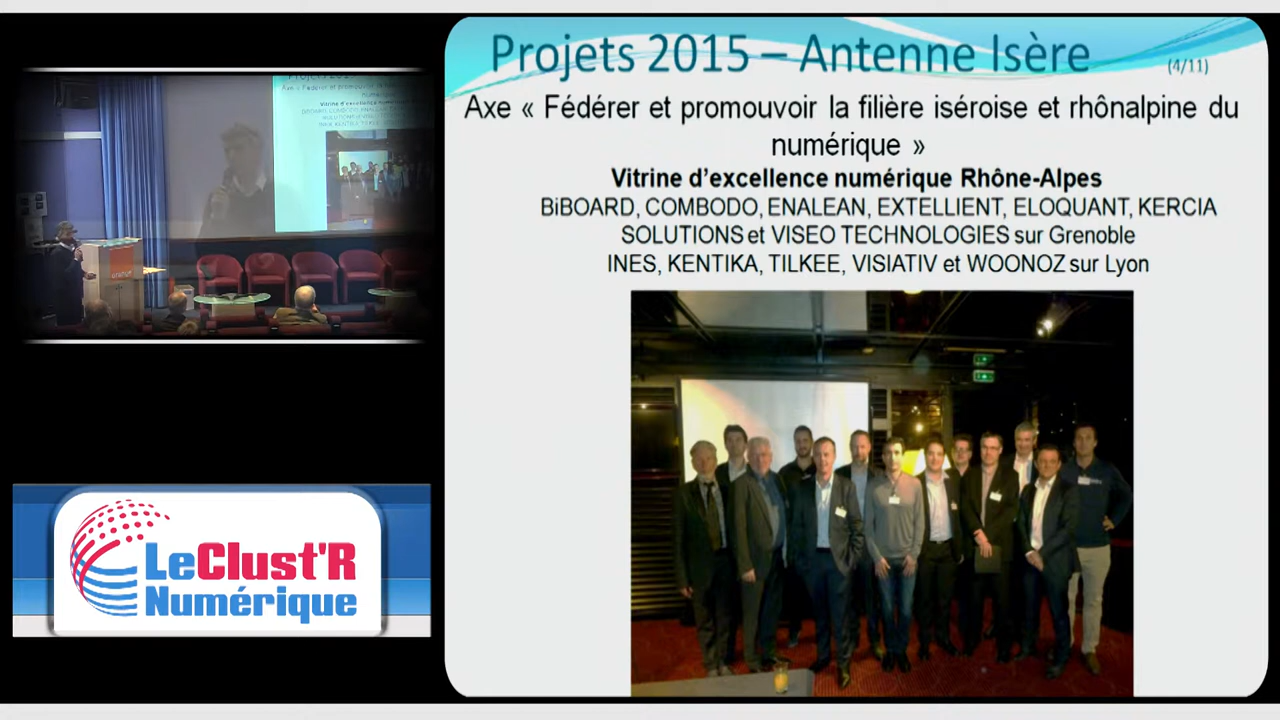 Projets 2015 – Antenne Isère
(4/11)
Axe « Fédérer et promouvoir la filière iséroise et rhônalpine du
numérique »
Vitrine d’excellence numérique Rhône-Alpes
BiBOARD, COMBODO, ENALEAN, EXTELLIENT, ELOQUANT, KERCIA
SOLUTIONS et VISEO TECHNOLOGIES sur Grenoble
INES, KENTIKA, TILKEE, VISIATIV et WOONOZ sur Lyon
LeClust'R
Numérique